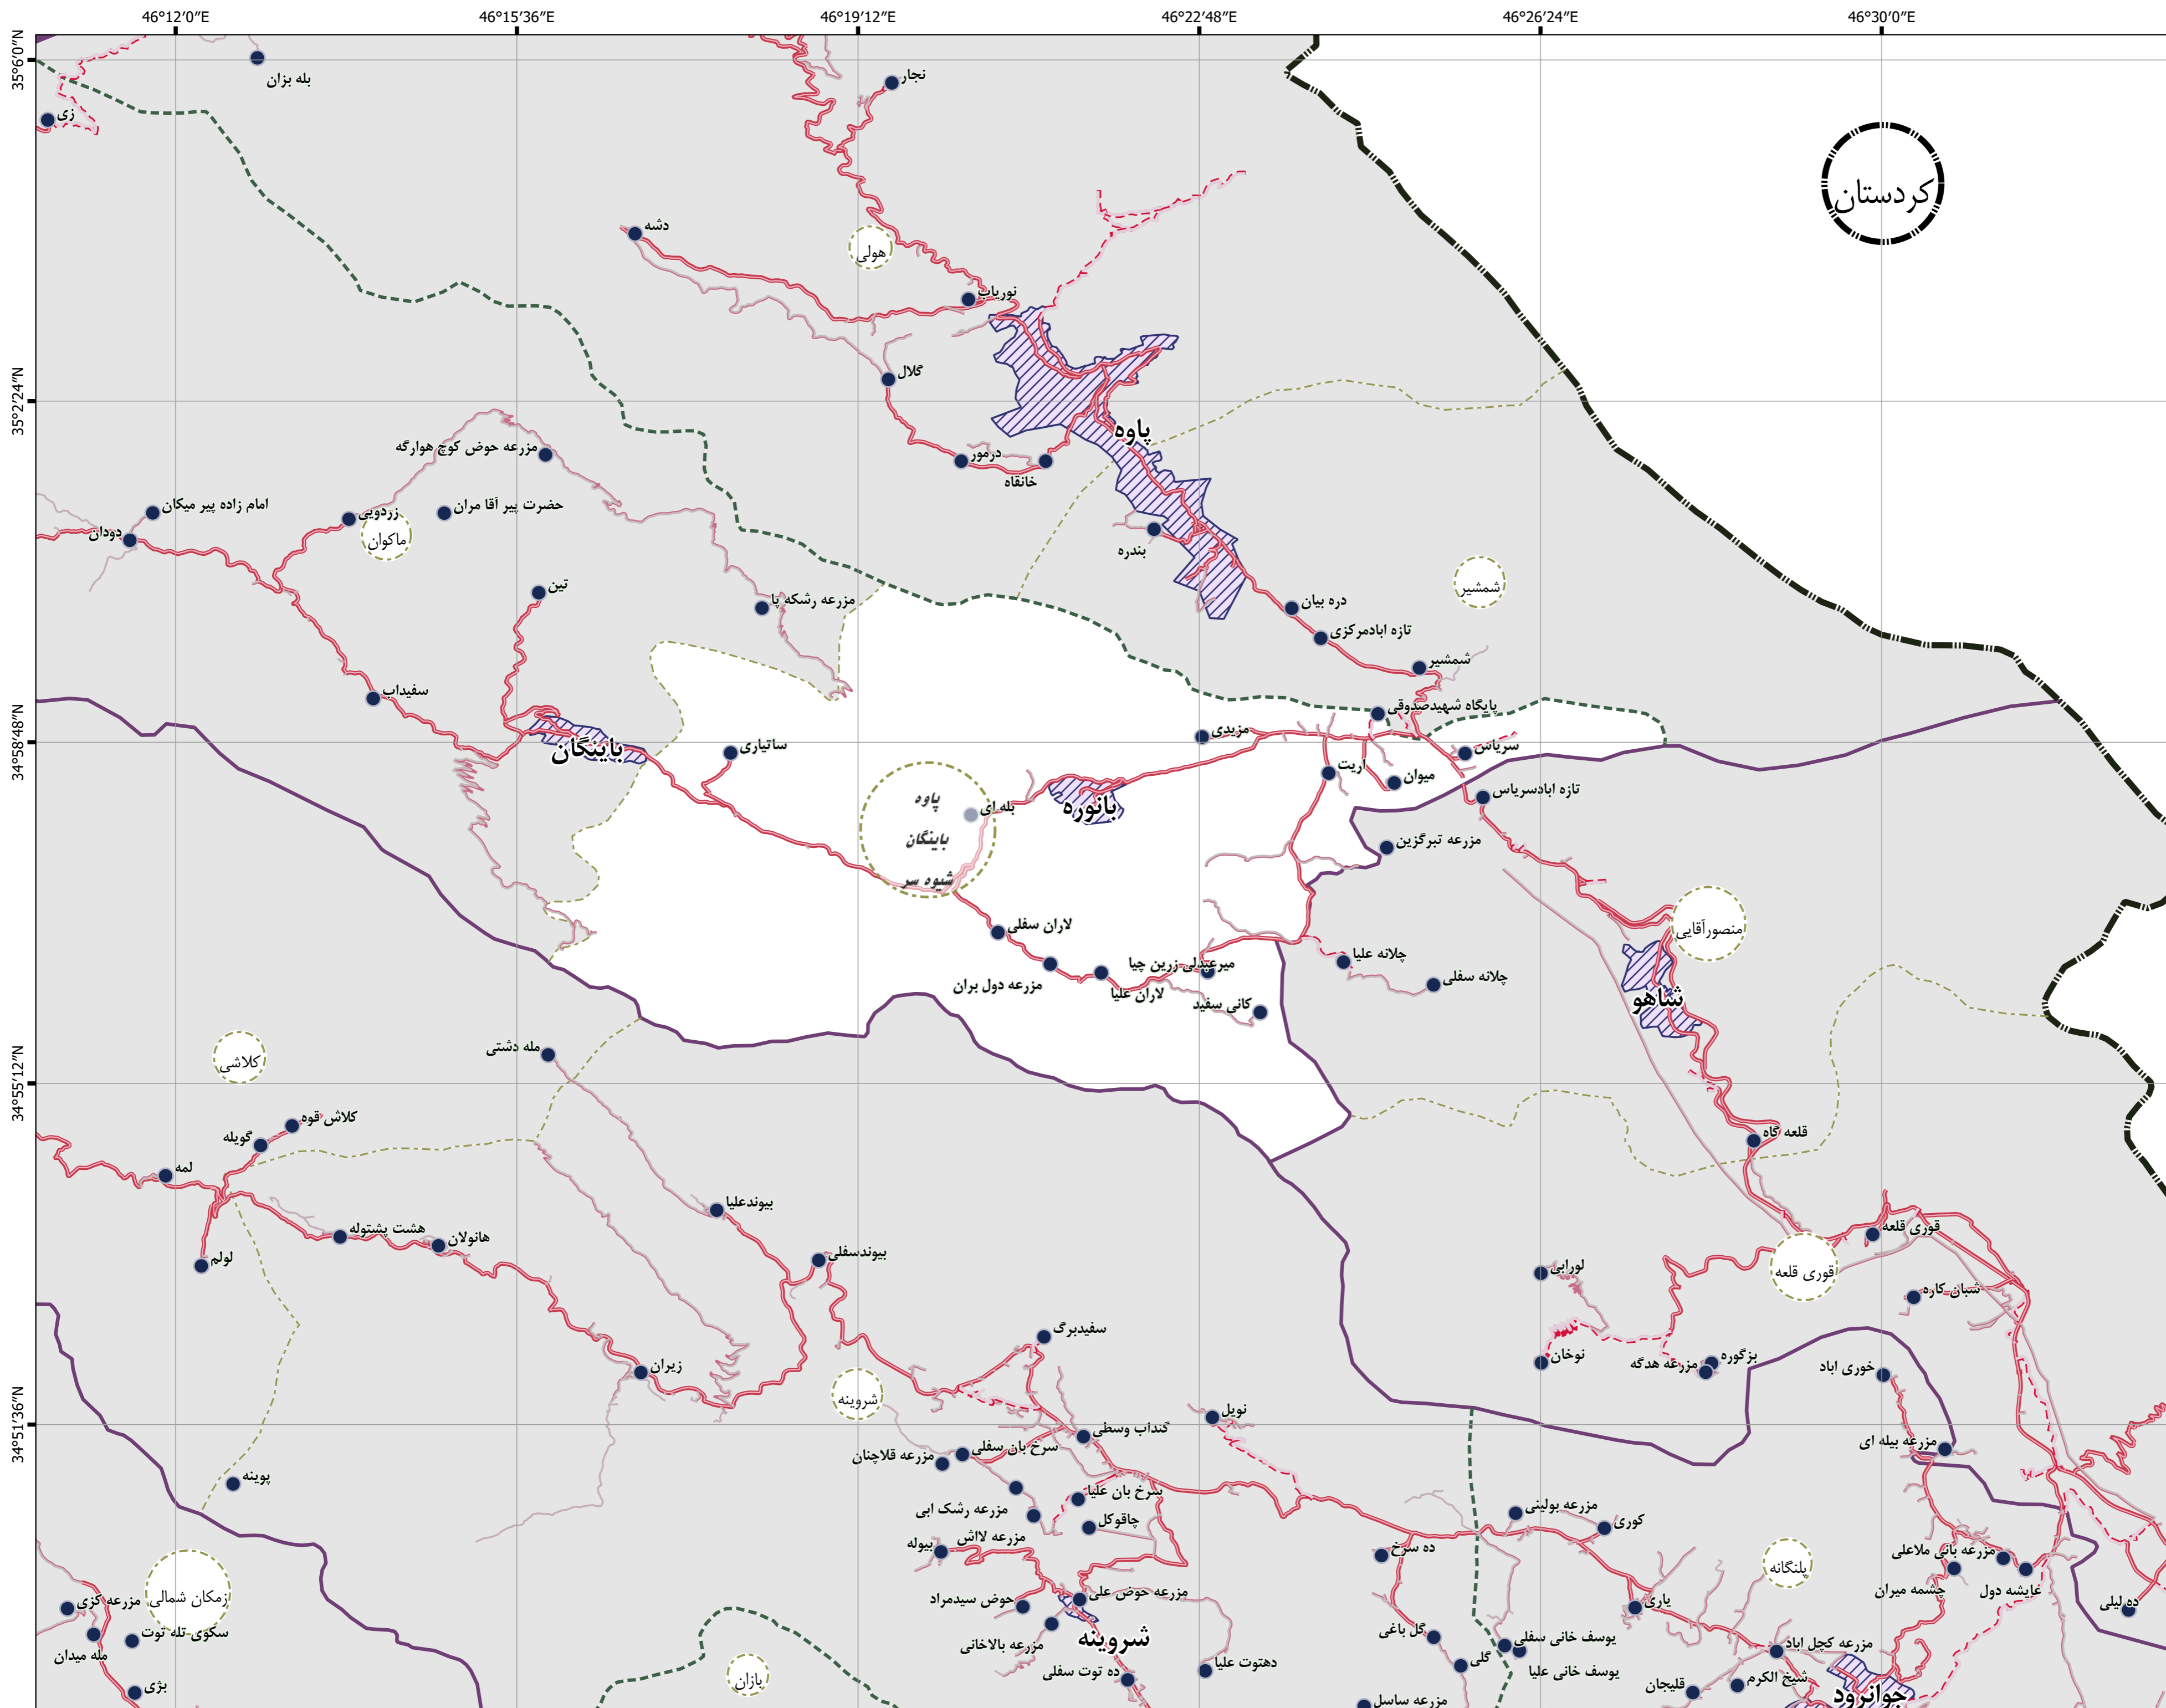 46°12′0″E
46°15′36″E
46°19′12″E
46°22′48″E
46°26′24″E
46°30′0″E
35°6′0″N
35°2′24″N
34°58′48″N
34°55′12″N
34°51′36″N
بله بزان
زی
نجار
کردستان
دشه
هولی
نوریاب
گلال
پاوه
درمور
خانقاه
مزرعه حوض کوچ هوارگه
امام زاده پیر میکان
زردویی
حضرت پیر آقا مران
دودان
ماکوان
بندره
تین
مزرعه رشکه پا
شمشیر
دره بیان
تازه ابادمرکزی
شمشیر
سفیداب
پایگاه شهیدصدوقی
مزیدی
سریاس
باینگان
ساتیاری
اریت
میوان
تازه ابادسریاس
پاوه
باینگان
شیوه سر
بله ای
بانوره
مزرعه تبرگزین
لاران سفلی
منصورآقایی
چلانه علیا
میرعبدلی زرین چیا
چلانه سفلی
مزرعه دول بران
لاران علیا
کانی سفید
شاهو
مله دشتی
کلاشی
کلاش قوه
گویله
قلعه گاه
لمه
بیوندعلیا
هشت پشتوله
هانولان
قوری قلعه
لولم
بیوندسفلی
لورابی
قوری قلعه
شبان کاره
سفیدبرگ
زیران
نوخان
مزرعه هدگه
بزگوره
خوری اباد
شروینه
نویل
گنداب وسطی
مزرعه بیله ای
سرخ بان سفلی
مزرعه قلاچنان
پوینه
سرخ بان علیا
مزرعه رشک ابی
چاقوکل
مزرعه بولینی
کوری
بیوله
مزرعه لااش
ده سرخ
مزرعه بانی ملاعلی
پلنگانه
زمکان شمالی
چشمه میران
عایشه دول
مزرعه کزی
حوض سیدمراد
مزرعه حوض علی
یاری
ده لیلی
سکوی تله توت
مله میدان
مزرعه بالاخانی
شروینه
گل باغی
یوسف خانی سفلی
مزرعه کچل اباد
بازان
ده توت سفلی
دهتوت علیا
گلی
یوسف خانی علیا
قلیجان
شیخ الکرم
بژی
مزرعه ساسل
جوانرود